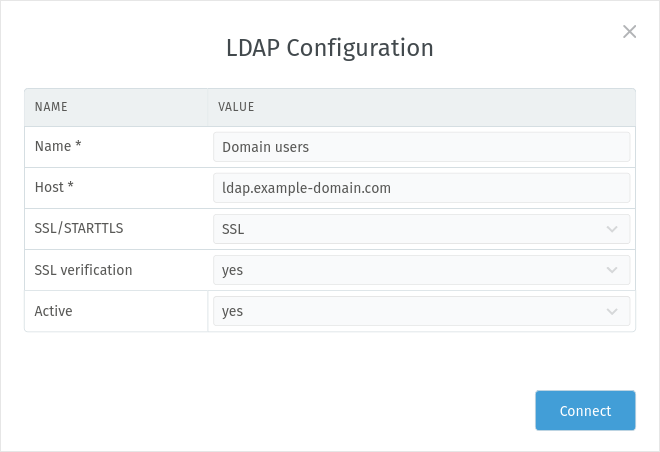 LDAP Configuration
NAME VALUE
Name * Domain users
Host * ldap.example-domain.com
SSL/STARTTLS SSL
SSL verification yes
Active yes
Connect